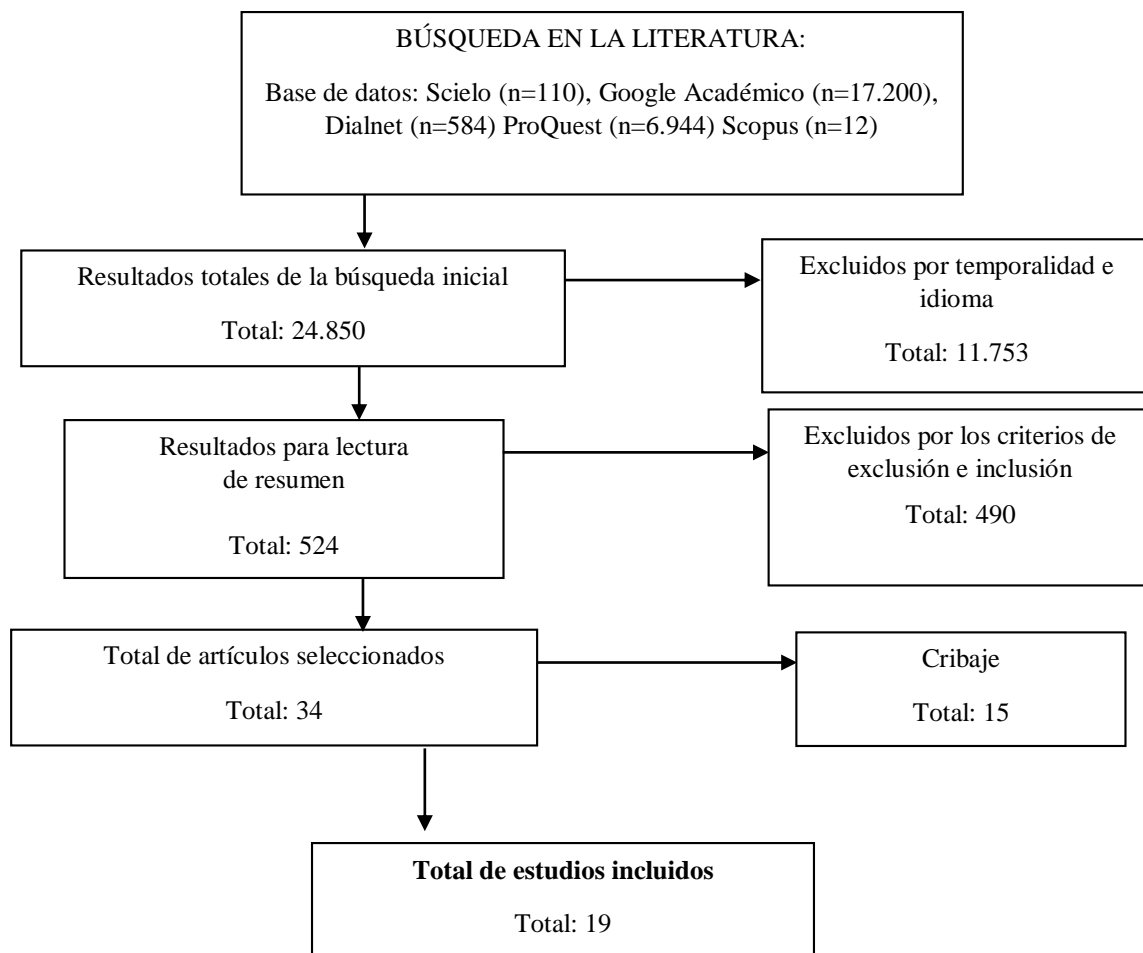 BÚSQUEDA EN LA LITERATURA:
Base de datos: Scielo (n=110), Google Académico (n=17.200),
Dialnet (n=584) ProQuest (n=6.944) Scopus (n=12)
Resultados totales de la búsqueda inicial
Total: 24.850
Excluidos por temporalidad e
idioma
Total: 11.753
Resultados para lectura
de resumen
Total: 524
Excluidos por los criterios de
exclusión e inclusión
Total: 490
Total de artículos seleccionados
Total: 34
Cribaje
Total: 15
Total de estudios incluidos
Total: 19